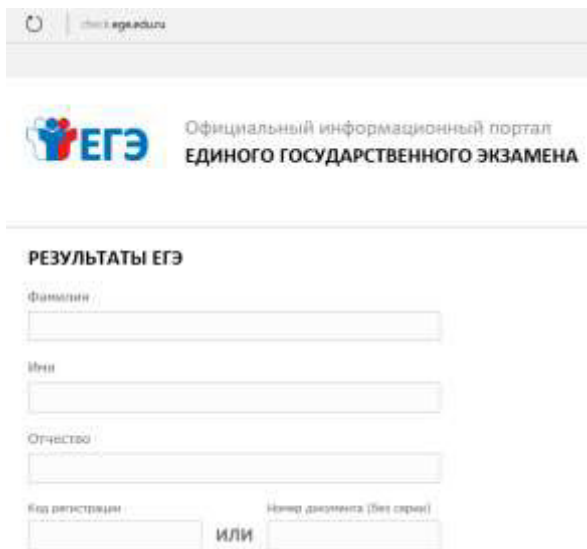 check.ege.edu.ru
ЕГЭ
Официальный информационный портал
ЕДИНОГО ГОСУДАРСТВЕННОГО ЭКЗАМЕНА
РЕЗУЛЬТАТЫ ЕГЭ
Фамилия
Имя
Отчество
Код регистрации
Номер документа (без серии)
ИЛИ